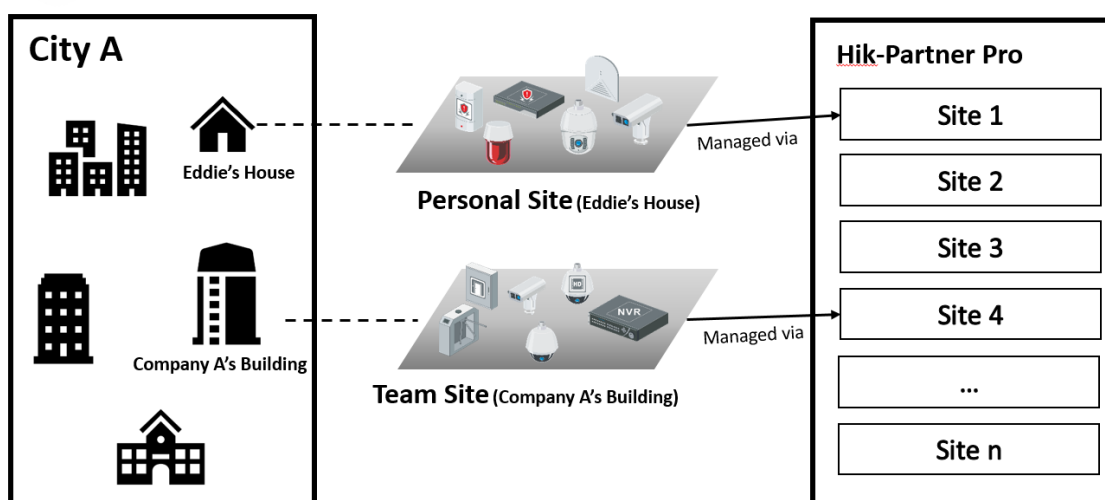 City A
Eddie's House
Company A's Building
Personal Site (Eddie's House)
HD
NVR
Team Site (Company A's Building)
Managed via
Managed via
Hik-Partner Pro
Site 1
Site 2
Site 3
Site 4
...
Site n